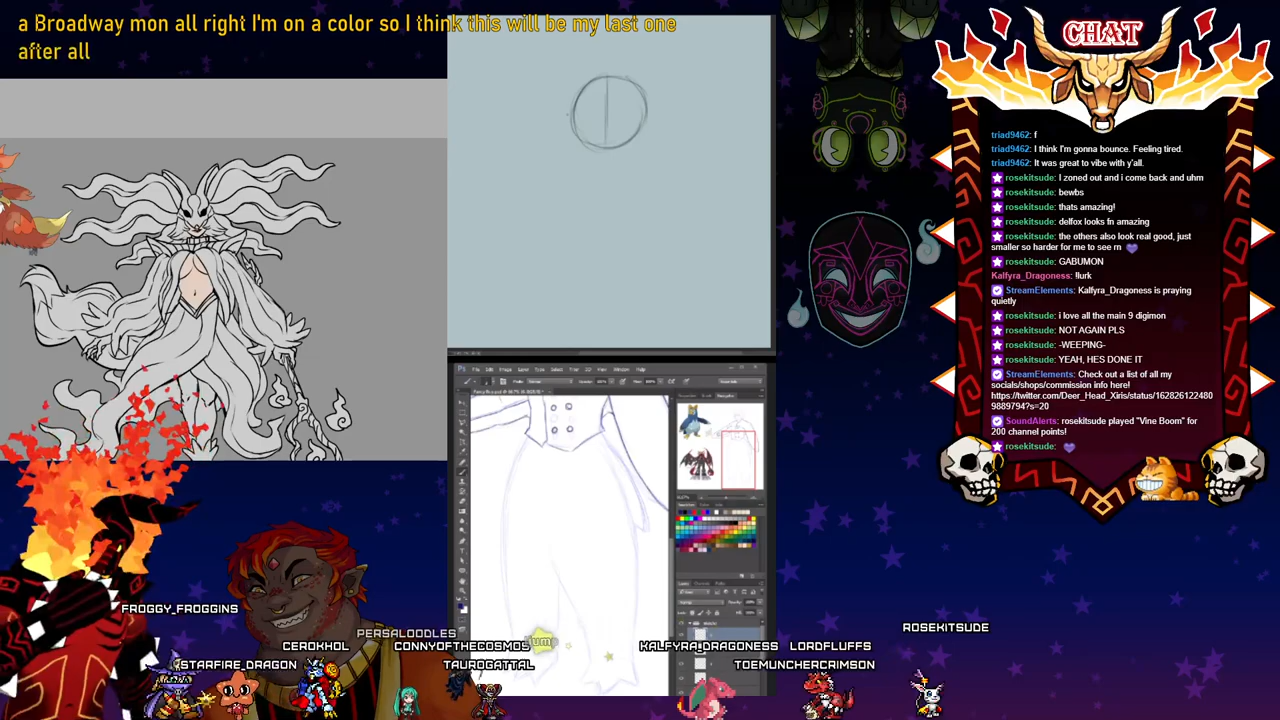 a Broadway mon all right I'm on a color so I think this will be my last one
after all
CHAT
triad9462: f
triad9462: I think I'm gonna bounce. Feeling tired.
triad9462: It was great to vibe with y'all.
rosekitsude: I zoned out and i come back and uhm
rosekitsude: bewbs
rosekitsude: thats amazing!
rosekitsude: delfox looks fn amazing
rosekitsude: the others also look real good, just
smaller so harder for me to see rn
rosekitsude: GABUMON
Kalfyra_Dragoness: !lurk
StreamElements: Kalfyra_Dragoness is praying
quietly
rosekitsude: i love all the main 9 digimon
rosekitsude: NOT AGAIN PLS
rosekitsude: -WEEPING-
rosekitsude: YEAH, HES DONE IT
StreamElements: Check out a list of all my
socials/shops/commission info here!
https://twitter.com/Deer_Head_Xiris/status/162826122480
9889794?s=20
SoundAlerts: rosekitsude played "Vine Boom" for
200 channel points!
rosekitsude:
FROGGY_FROGGINS
PERSALOODLES
CEROKHOL
CONNYOFTHECOSMOS
STARFIRE_DRAGON
TAUROGATTAL
KALFYRA_DRAGONESS
LORDFLUFFS
TOEMUNCHERCRIMSON
ROSEKITSUDE